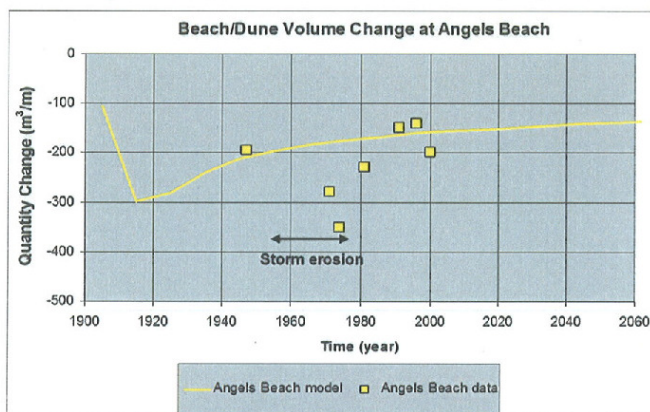 Beach/Dune Volume Change at Angels Beach
0
-100
-200
-300
-400
-500
Quantity Change (m³/m)
Storm erosion
1900 1920 1940 1960 1980 2000 2020 2040 2060
Time (year)
Angels Beach model Angels Beach data